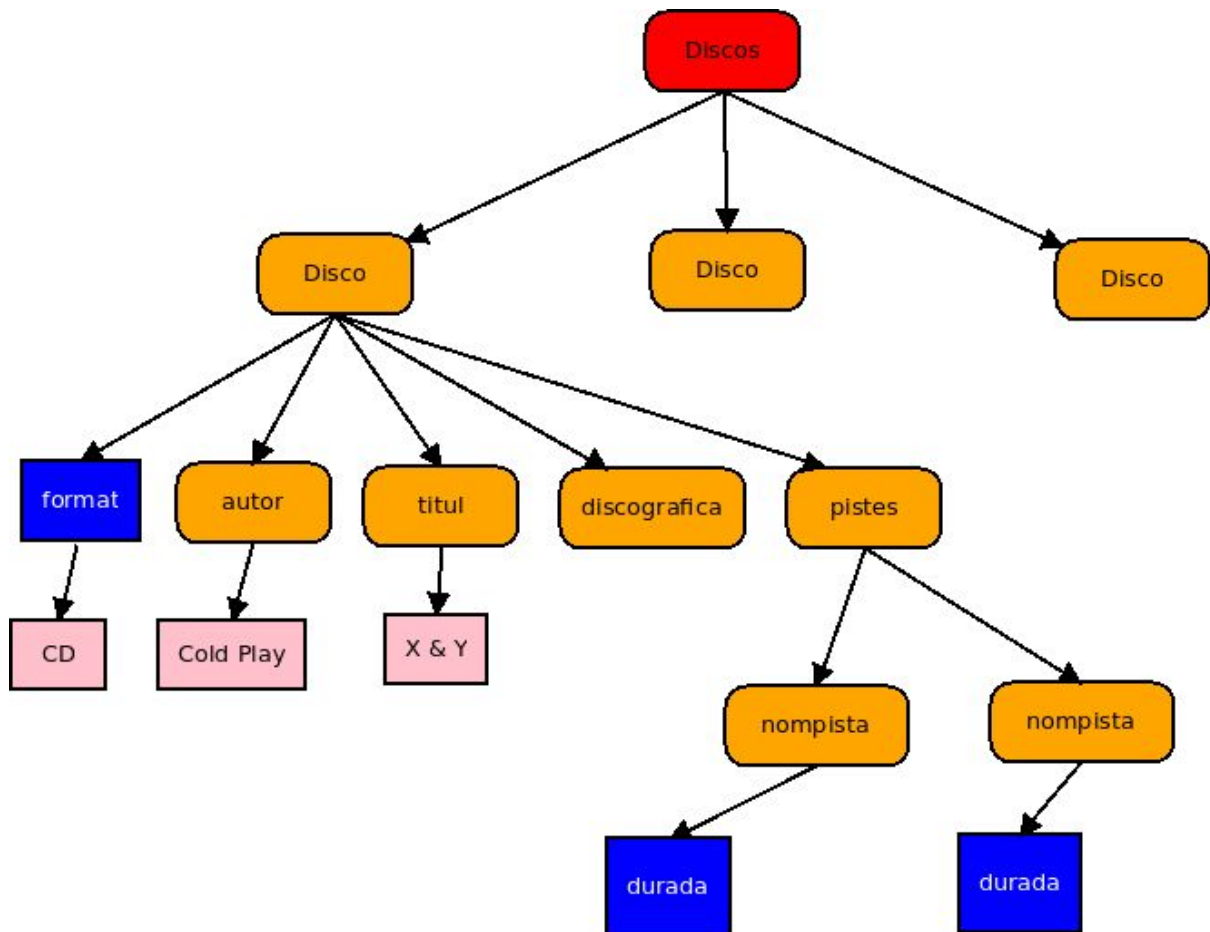 Discos
Disco
Disco
Disco
format
autor
titul
discografica
pistes
CD
Cold Play
X & Y
nompista
nompista
durada
durada